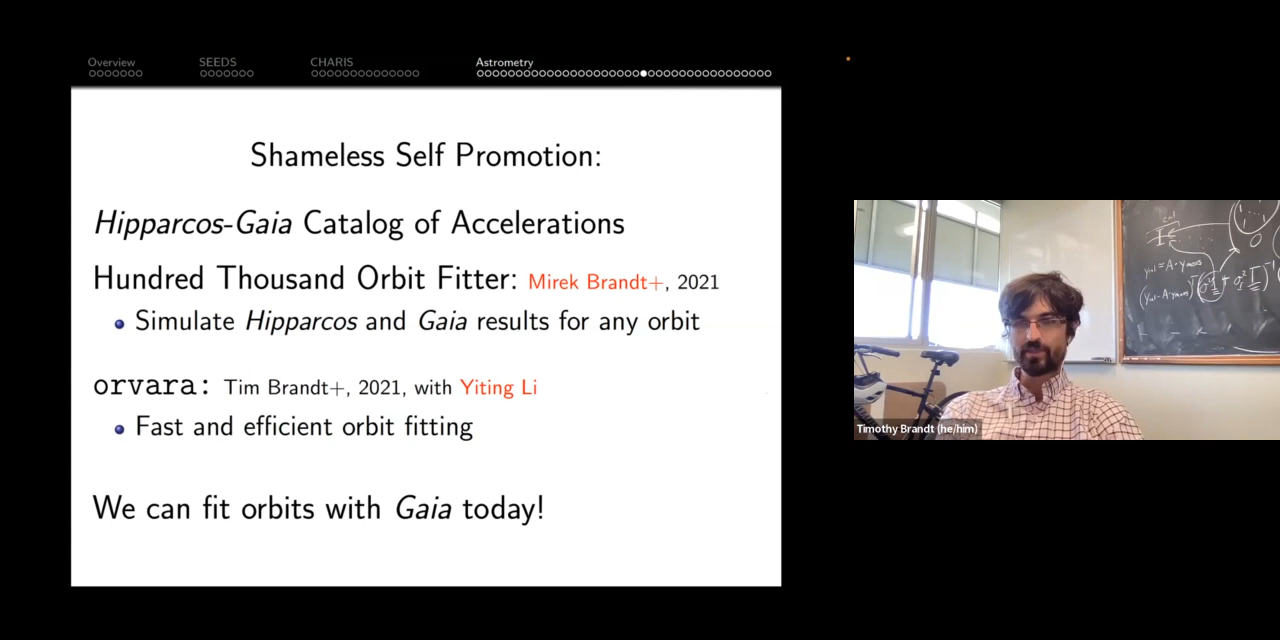 Overview SEEDS CHARIS Astrometry
Shameless Self Promotion:
Hipparcos-Gaia Catalog of Accelerations
Hundred Thousand Orbit Fitter: Mirek Brandt+, 2021
Simulate Hipparcos and Gaia results for any orbit
orvara: Tim Brandt+, 2021, with Yiting Li
Fast and efficient orbit fitting
We can fit orbits with Gaia today!
Timothy Brandt (he/him)